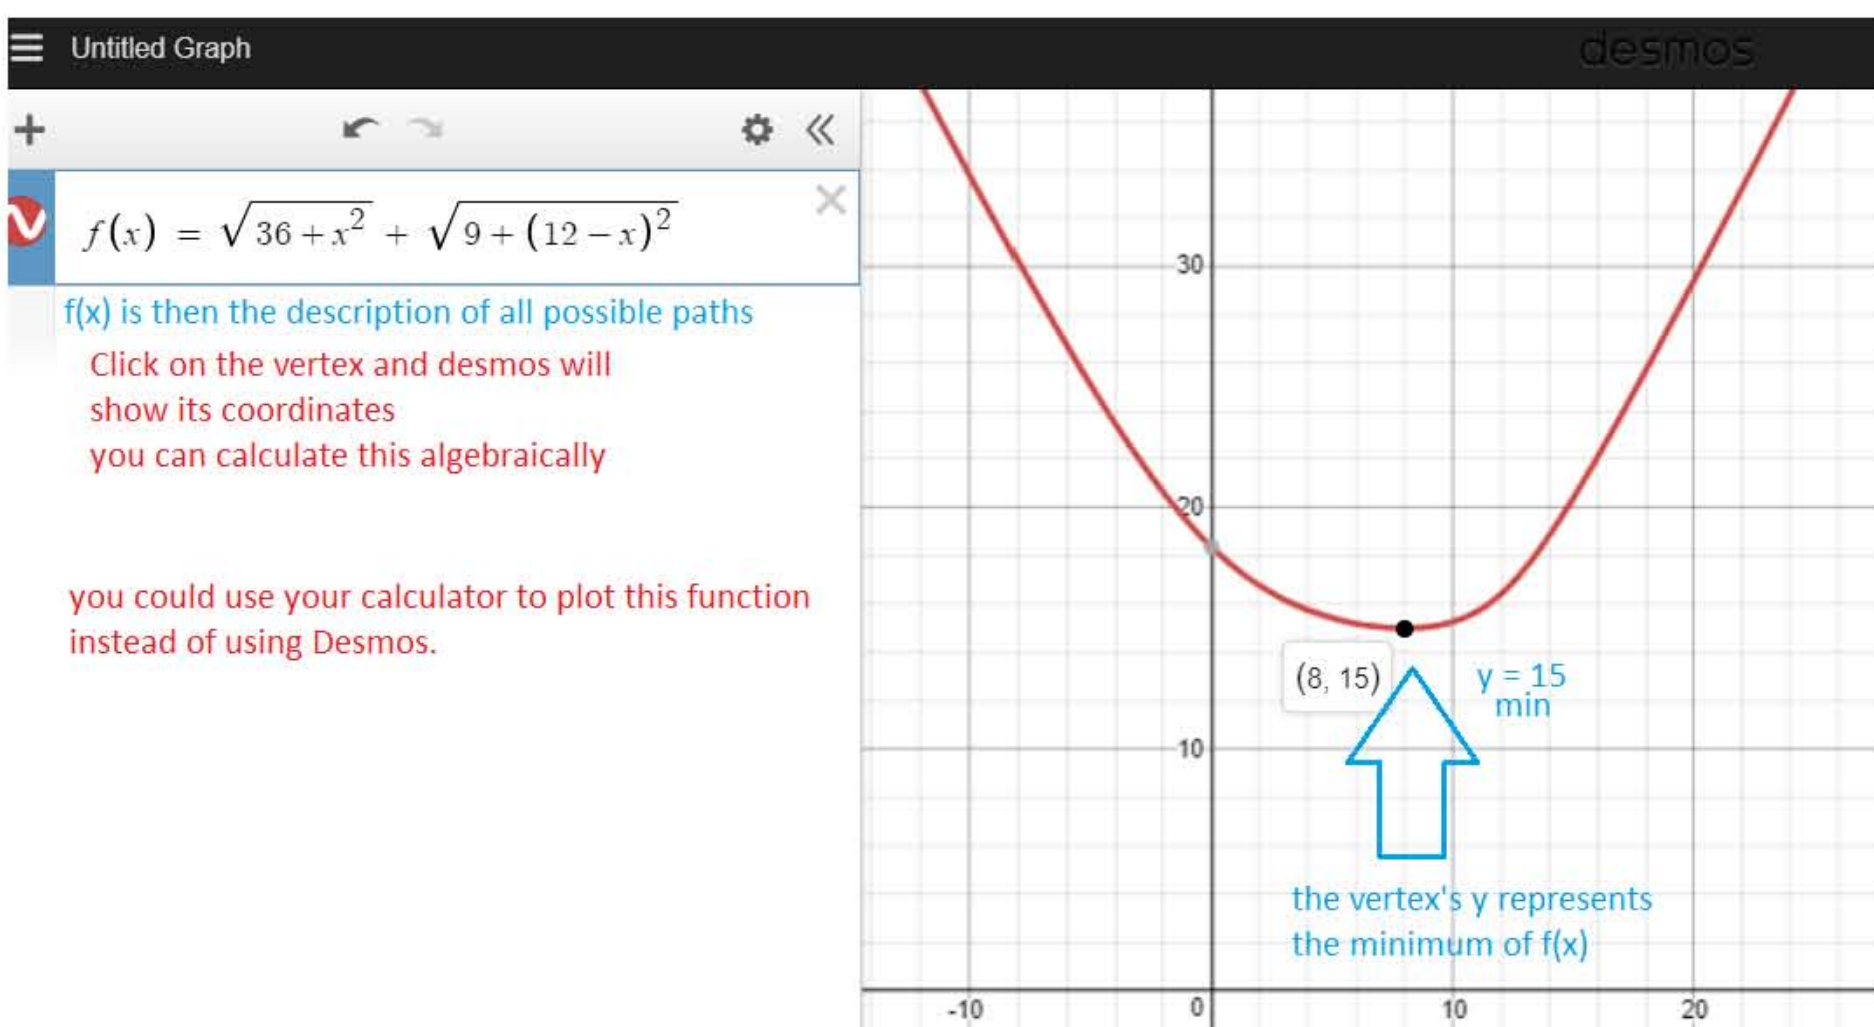 Untitled Graph
desmos
f(x) = √36 + x² + √9 + (12 − x)²
f(x) is then the description of all possible paths
Click on the vertex and desmos will
show its coordinates
you can calculate this algebraically
you could use your calculator to plot this function
instead of using Desmos.
30
20
10
(8, 15)
y = 15
min
the vertex's y represents
the minimum of f(x)
-10
0
10
20